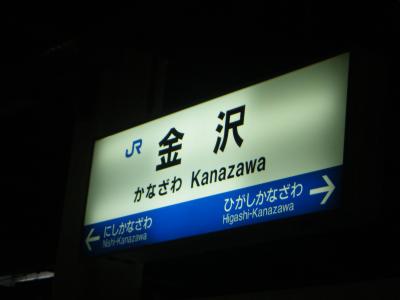 JR 金沢
かなざわ Kanazawa
ひがしかなざわ →
Higashi-Kanazawa
← にしかなざわ
Nishi-Kanazawa